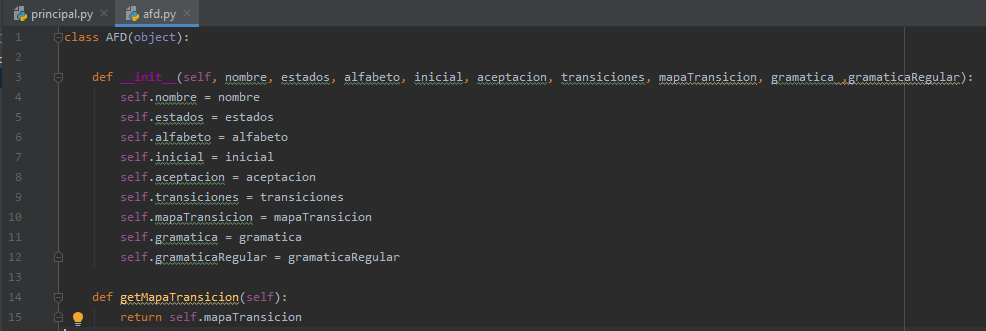 principal.py × afd.py ×
1 class AFD(object):
2
3 def __init__(self, nombre, estados, alfabeto, inicial, aceptacion, transiciones, mapaTransicion, gramatica ,gramaticaRegular):
4 self.nombre = nombre
5 self.estados = estados
6 self.alfabeto = alfabeto
7 self.inicial = inicial
8 self.aceptacion = aceptacion
9 self.transiciones = transiciones
10 self.mapaTransicion = mapaTransicion
11 self.gramatica = gramatica
12 self.gramaticaRegular = gramaticaRegular
13
14 def getMapaTransicion(self):
15 return self.mapaTransicion